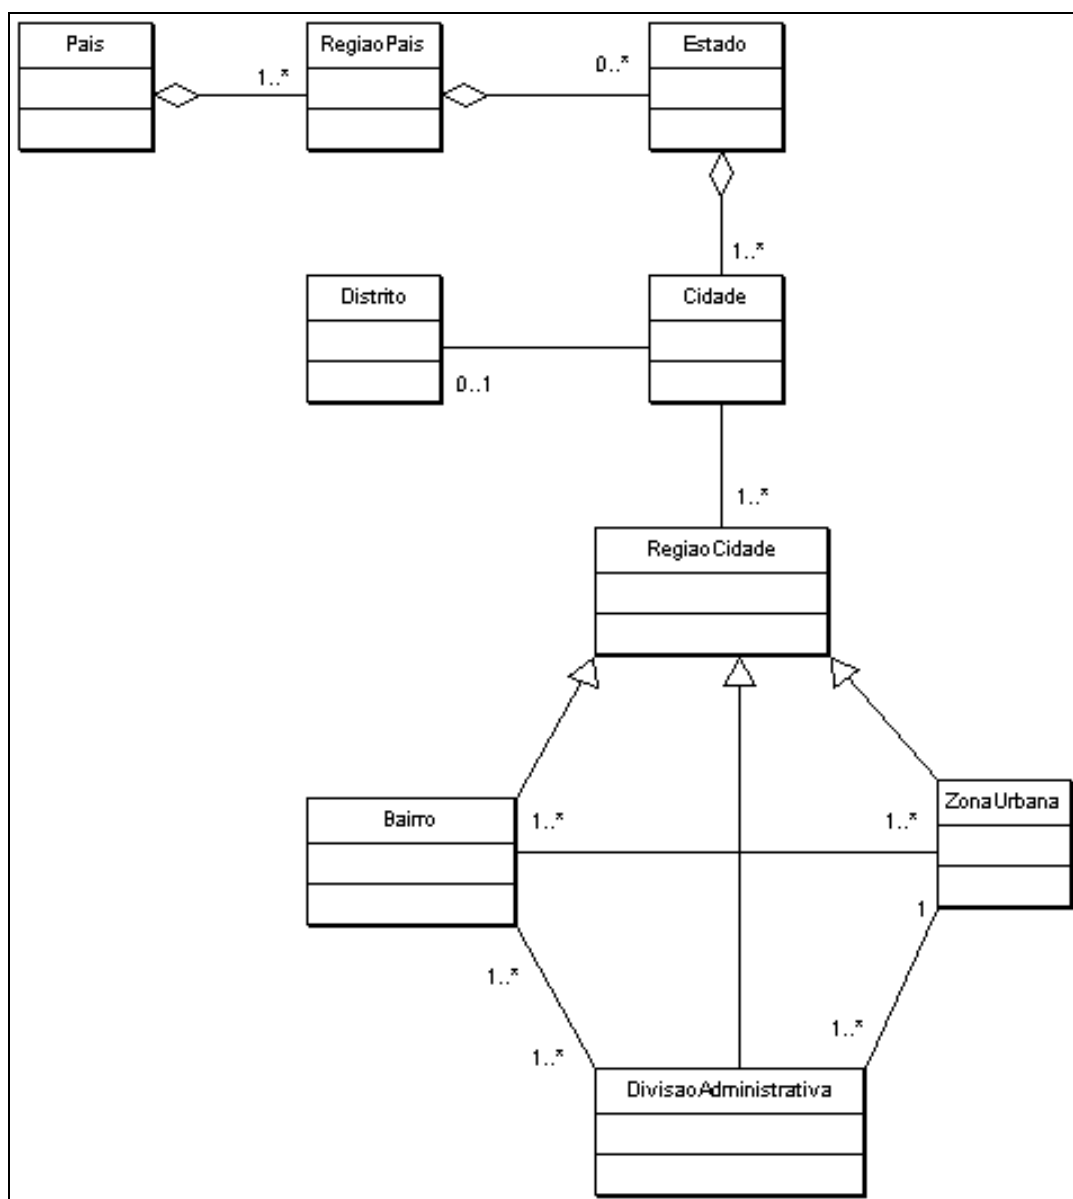 Pais
RegiaoPais
Estado
1..*
0..*
1..*
Distrito
Cidade
0..1
1..*
RegiaoCidade
Bairro
1..*
1..*
ZonaUrbana
1
1..*
1..*
1..*
DivisaoAdministrativa